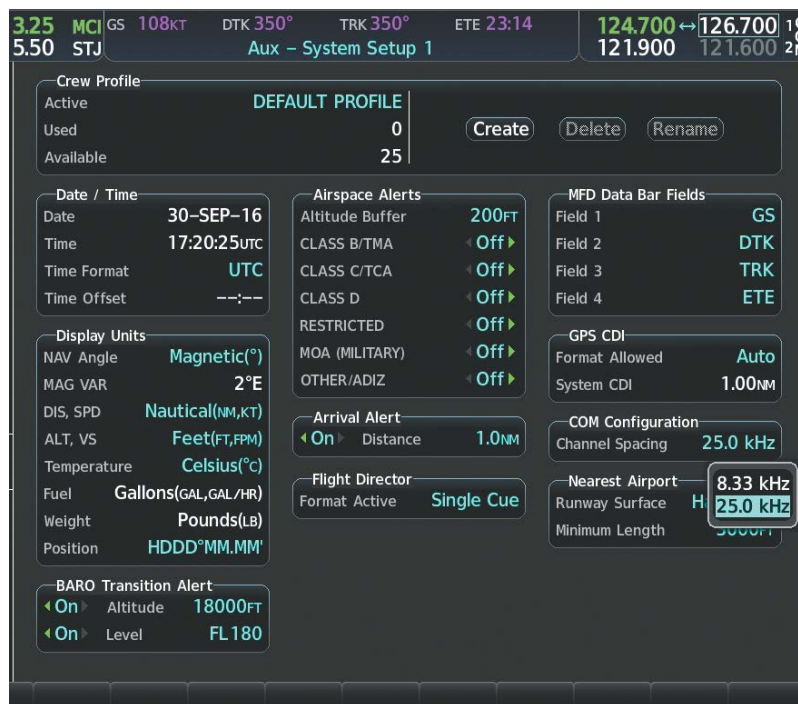 3.25 MCI GS 108KT DTK 350° TRK 350° ETE 23:14 124.700 ↔ 126.700
5.50 STJ Aux – System Setup 1 121.900 121.600
Crew Profile
Active DEFAULT PROFILE
Used 0 Create Delete Rename
Available 25
Date / Time
Date 30–SEP–16
Time 17:20:25UTC
Time Format UTC
Time Offset --:--
Display Units
NAV Angle Magnetic(°)
MAG VAR 2°E
DIS, SPD Nautical(NM,KT)
ALT, VS Feet(FT,FPM)
Temperature Celsius(°C)
Fuel Gallons(GAL,GAL/HR)
Weight Pounds(LB)
Position HDDD°MM.MM'
BARO Transition Alert
On Altitude 18000FT
On Level FL180
Airspace Alerts
Altitude Buffer 200FT
CLASS B/TMA Off
CLASS C/TCA Off
CLASS D Off
RESTRICTED Off
MOA (MILITARY) Off
OTHER/ADIZ Off
Arrival Alert
On Distance 1.0NM
Flight Director
Format Active Single Cue
MFD Data Bar Fields
Field 1 GS
Field 2 DTK
Field 3 TRK
Field 4 ETE
GPS CDI
Format Allowed Auto
System CDI 1.00NM
COM Configuration
Channel Spacing 25.0 kHz
8.33 kHz
25.0 kHz
Nearest Airport
Runway Surface
Minimum Length